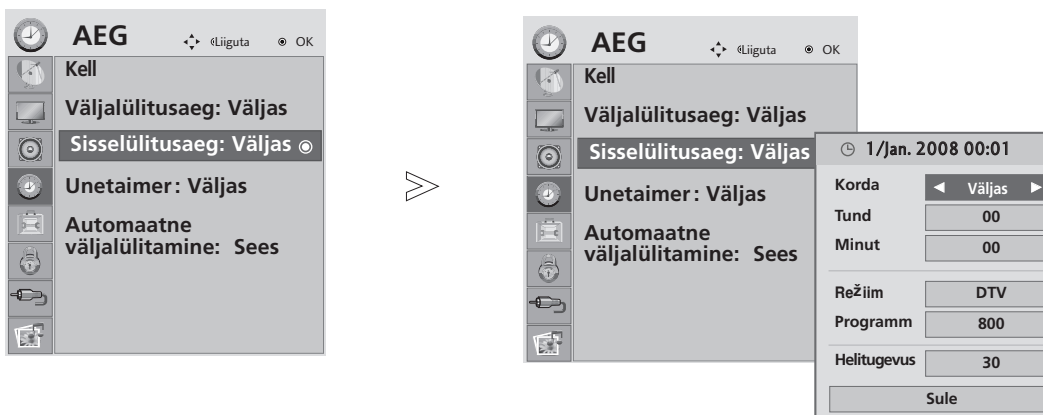 AEG Liiguta OK
Kell
Väljalülitusaeg: Väljas
Sisselülitusaeg: Väljas
Unetaimer: Väljas
Automaatne
väljalülitamine: Sees
AEG Liiguta OK
Kell
Väljalülitusaeg: Väljas
Sisselülitusaeg: Väljas
Unetaimer: Väljas
Automaatne
väljalülitamine: Sees
1/Jan. 2008 00:01
Korda Väljas
Tund 00
Minut 00
Režiim DTV
Programm 800
Helitugevus 30
Sule